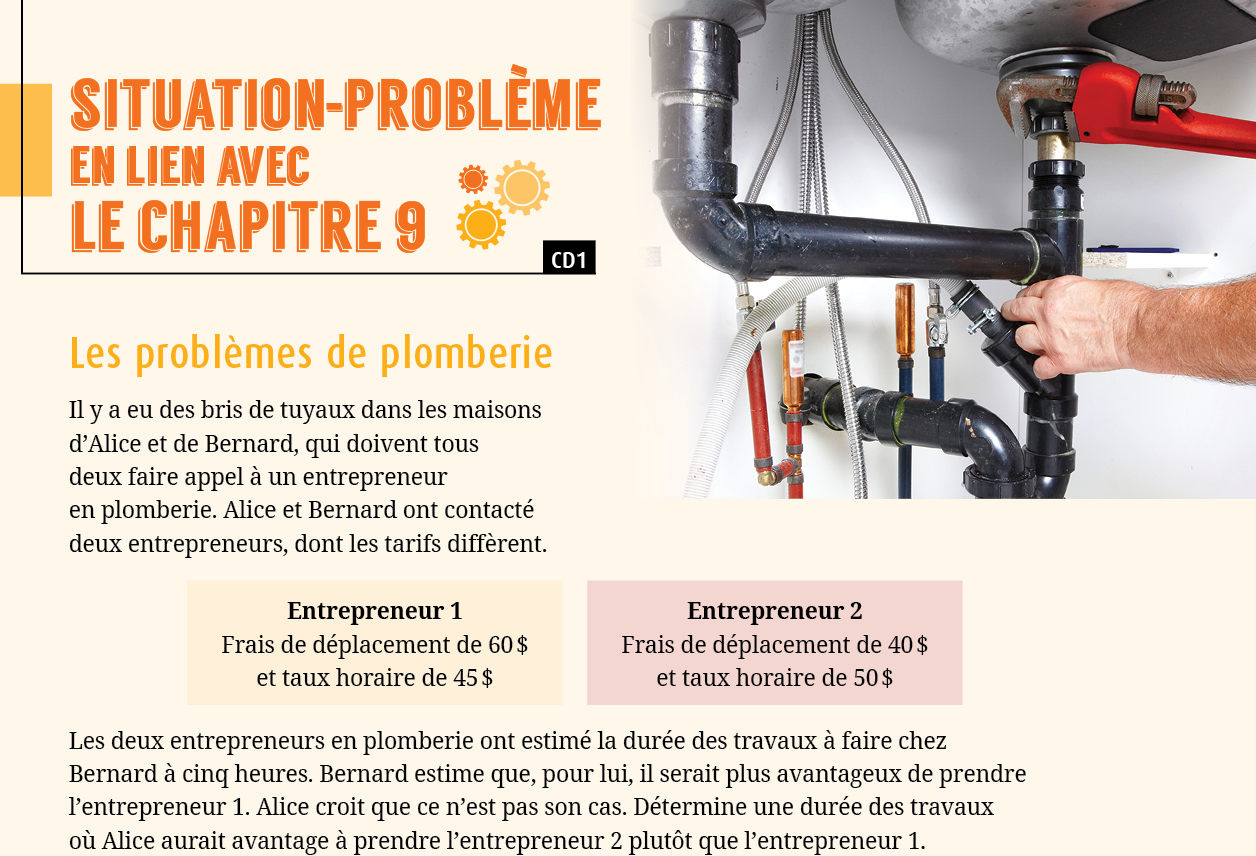 SITUATION-PROBLÈME
EN LIEN AVEC
LE CHAPITRE 9
CD1
Les problèmes de plomberie
Il y a eu des bris de tuyaux dans les maisons
d’Alice et de Bernard, qui doivent tous
deux faire appel à un entrepreneur
en plomberie. Alice et Bernard ont contacté
deux entrepreneurs, dont les tarifs diffèrent.
Entrepreneur 1
Frais de déplacement de 60 $
et taux horaire de 45 $
Entrepreneur 2
Frais de déplacement de 40 $
et taux horaire de 50 $
Les deux entrepreneurs en plomberie ont estimé la durée des travaux à faire chez
Bernard à cinq heures. Bernard estime que, pour lui, il serait plus avantageux de prendre
l’entrepreneur 1. Alice croit que ce n’est pas son cas. Détermine une durée des travaux
où Alice aurait avantage à prendre l’entrepreneur 2 plutôt que l’entrepreneur 1.